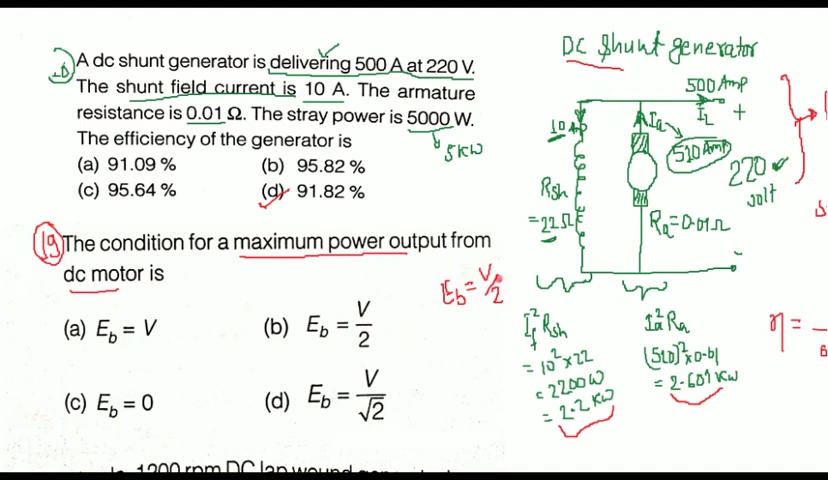 A dc shunt generator is delivering 500 A at 220 V.
The shunt field current is 10 A. The armature
resistance is 0.01 Ω. The stray power is 5000 W.
The efficiency of the generator is
5 KW
(a) 91.09 %
(b) 95.82 %
(c) 95.64 %
(d) 91.82 %
19
The condition for a maximum power output from
dc motor is
E_b = V/2
(a) E_b = V
(b) E_b = V/2
(c) E_b = 0
(d) E_b = V/√2
DC Shunt generator
500 Amp
I_L +
10 A
I_a
510 Amp
220
volt
R_sh
= 22 Ω
R_a = 0.01 Ω
-
I_f² R_sh
= 10² × 22
= 2200 W
= 2.2 KW
I_a² R_a
(510)² × 0.01
= 2.601 KW
η =
1200 rpm DC lap wound